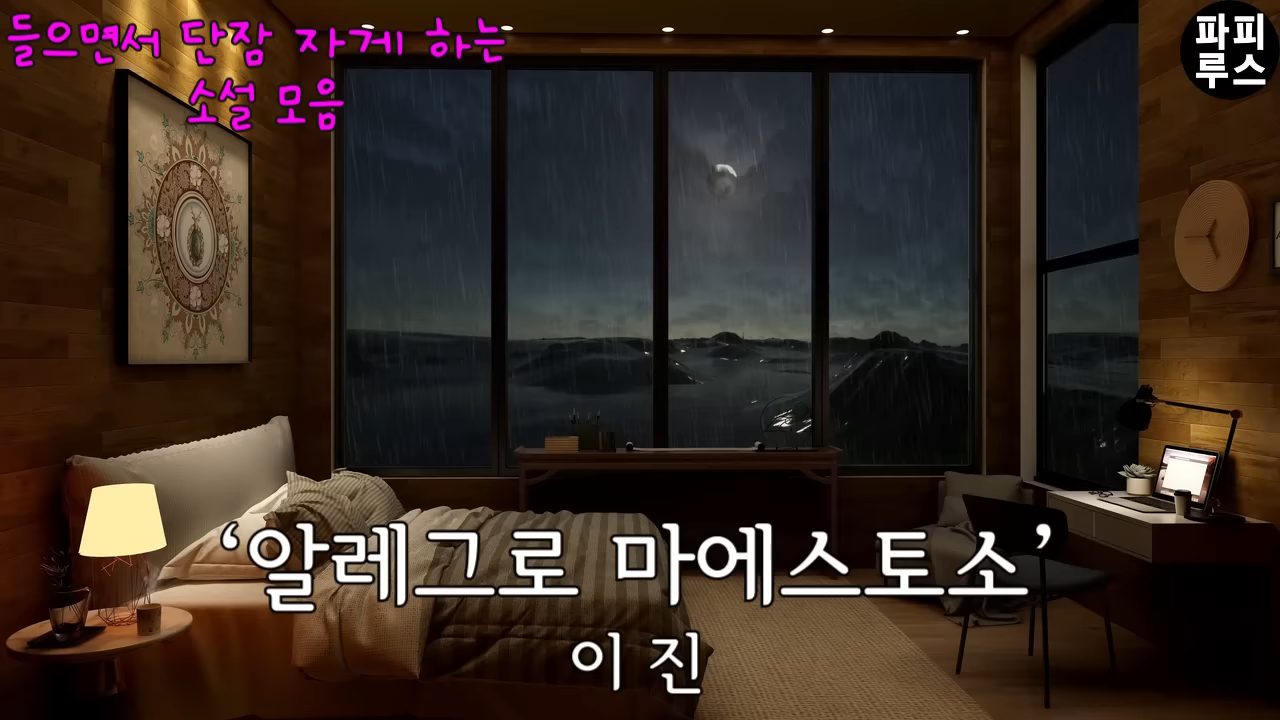 들으면서 단잠 자게 하는
소설 모음
파피
루스
‘알레그로 마에스토소’
이 진